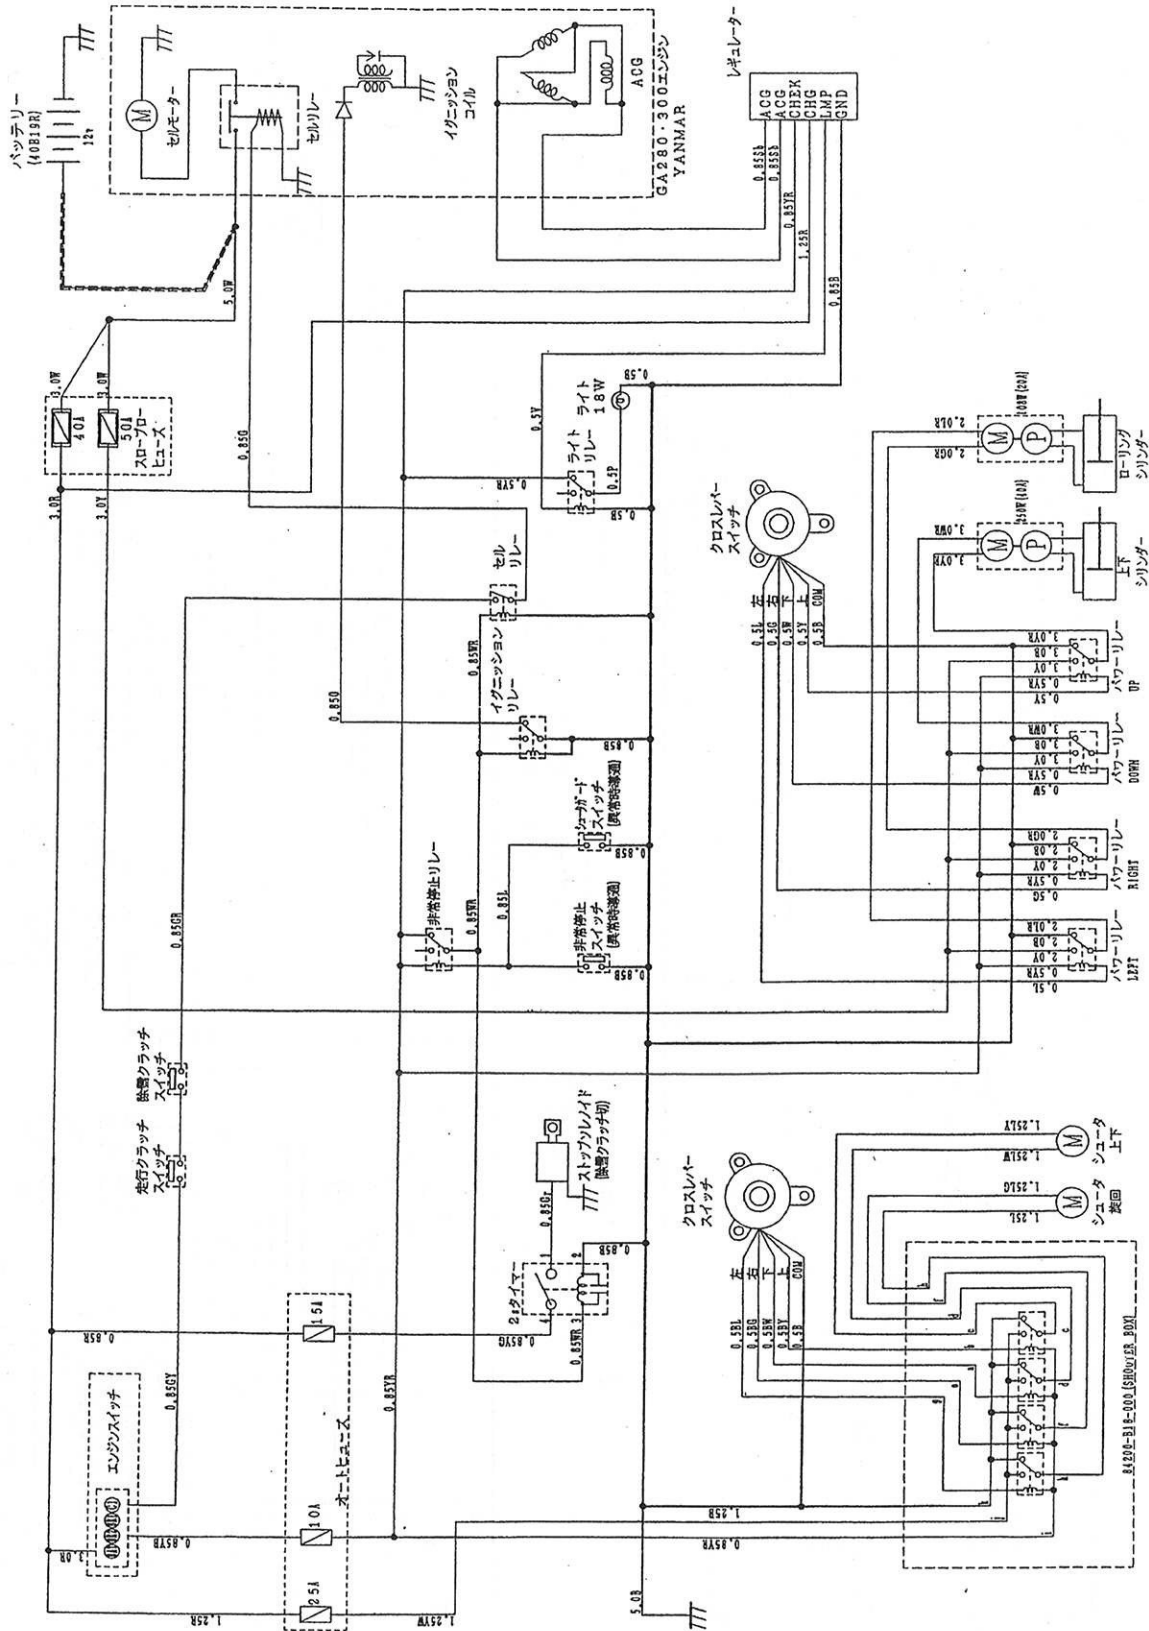 バッテリー
(40B19R)
12v
M
セルモーター
セルリレー
イグニッション
コイル
ACG
GA280・300エンジン
YANMAR
レギュレーター
ACG
ACG
CHEK
CHG
LMP
GND
0.85Sb
0.85Sb
0.85YR
1.25R
0.85B
5.0W
3.0W
3.0W
40A
50A
スローブロー
ヒューズ
3.0R
3.0Y
0.85G
0.5V
0.5B
ライト
18W
ライト
リレー
0.5YR
0.5P
0.5B
セル
リレー
イグニッション
リレー
0.85WR
0.85O
0.85B
シュータガード
スイッチ
(異常時導通)
0.85B
非常停止
スイッチ
(異常時導通)
0.85B
0.85L
非常停止リレー
0.85WR
0.85GR
除雪クラッチ
スイッチ
走行クラッチ
スイッチ
0.85GY
エンジンスイッチ
3.0R
0.85YB
オートヒューズ
15A
10A
25A
0.85R
1.25R
1.25YW
0.85YG
0.85YR
0.85WR
2sタイマー
1
2
3
4
0.85Gr
0.85B
ストップソレノイド
(除雪クラッチ切)
5.0B
1.25B
0.85YR
クロスレバー
スイッチ
0.5L 左
0.5G 右
0.5W 下
0.5Y 上
0.5B COM
クロスレバー
スイッチ
0.5BL 左
0.5BG 右
0.5BW 下
0.5BY 上
0.5B COM
108W(20A)
2.0LR
2.0GR
M
P
ローリング
シリンダー
250W(40A)
3.0WR
3.0YR
M
P
上下
シリンダー
3.0YR
3.0B
3.0Y
0.5YR
0.5Y
パワーリレー
UP
3.0WR
3.0B
3.0Y
0.5YR
0.5W
パワーリレー
DOWN
2.0GR
2.0B
2.0Y
0.5YR
0.5G
パワーリレー
RIGHT
2.0LR
2.0B
2.0Y
0.5YR
0.5L
パワーリレー
LEFT
1.25LY
1.25LW
M
シュータ
上下
1.25LG
1.25L
M
シュータ
旋回
84200-B18-000(SHOUTER BOX)